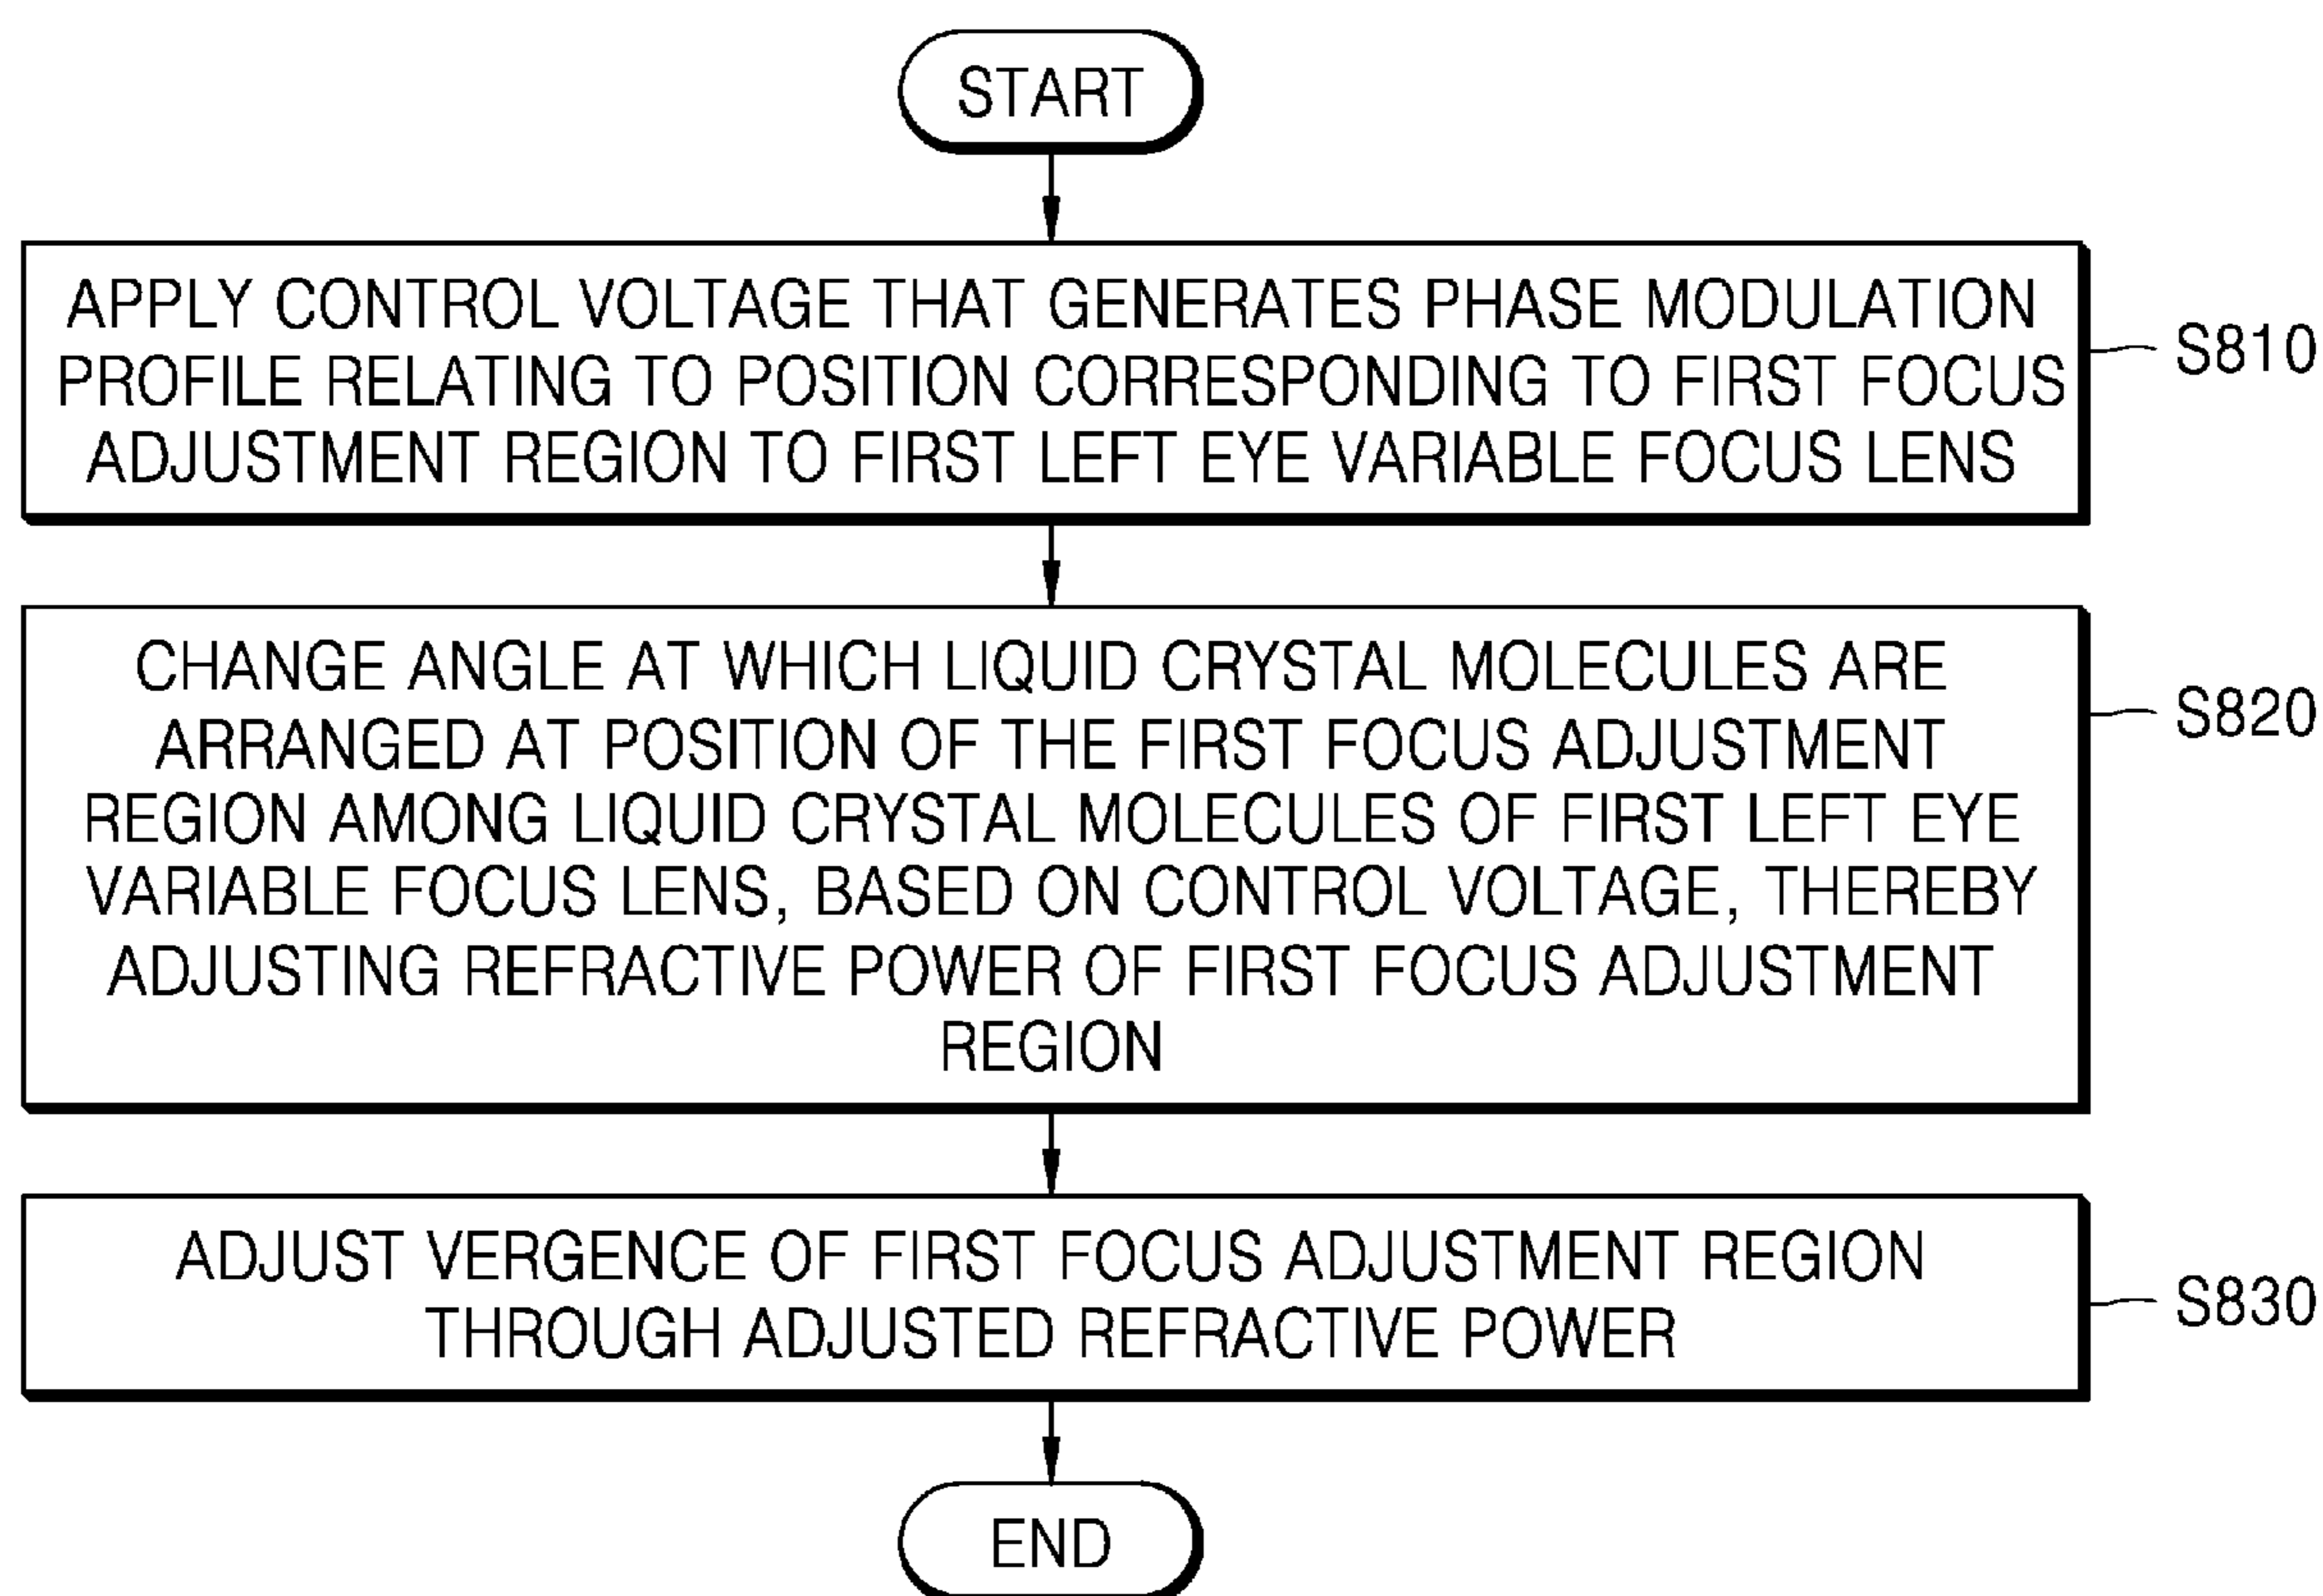 START
APPLY CONTROL VOLTAGE THAT GENERATES PHASE MODULATION
PROFILE RELATING TO POSITION CORRESPONDING TO FIRST FOCUS
ADJUSTMENT REGION TO FIRST LEFT EYE VARIABLE FOCUS LENS
S810
CHANGE ANGLE AT WHICH LIQUID CRYSTAL MOLECULES ARE
ARRANGED AT POSITION OF THE FIRST FOCUS ADJUSTMENT
REGION AMONG LIQUID CRYSTAL MOLECULES OF FIRST LEFT EYE
VARIABLE FOCUS LENS, BASED ON CONTROL VOLTAGE, THEREBY
ADJUSTING REFRACTIVE POWER OF FIRST FOCUS ADJUSTMENT
REGION
S820
ADJUST VERGENCE OF FIRST FOCUS ADJUSTMENT REGION
THROUGH ADJUSTED REFRACTIVE POWER
S830
END